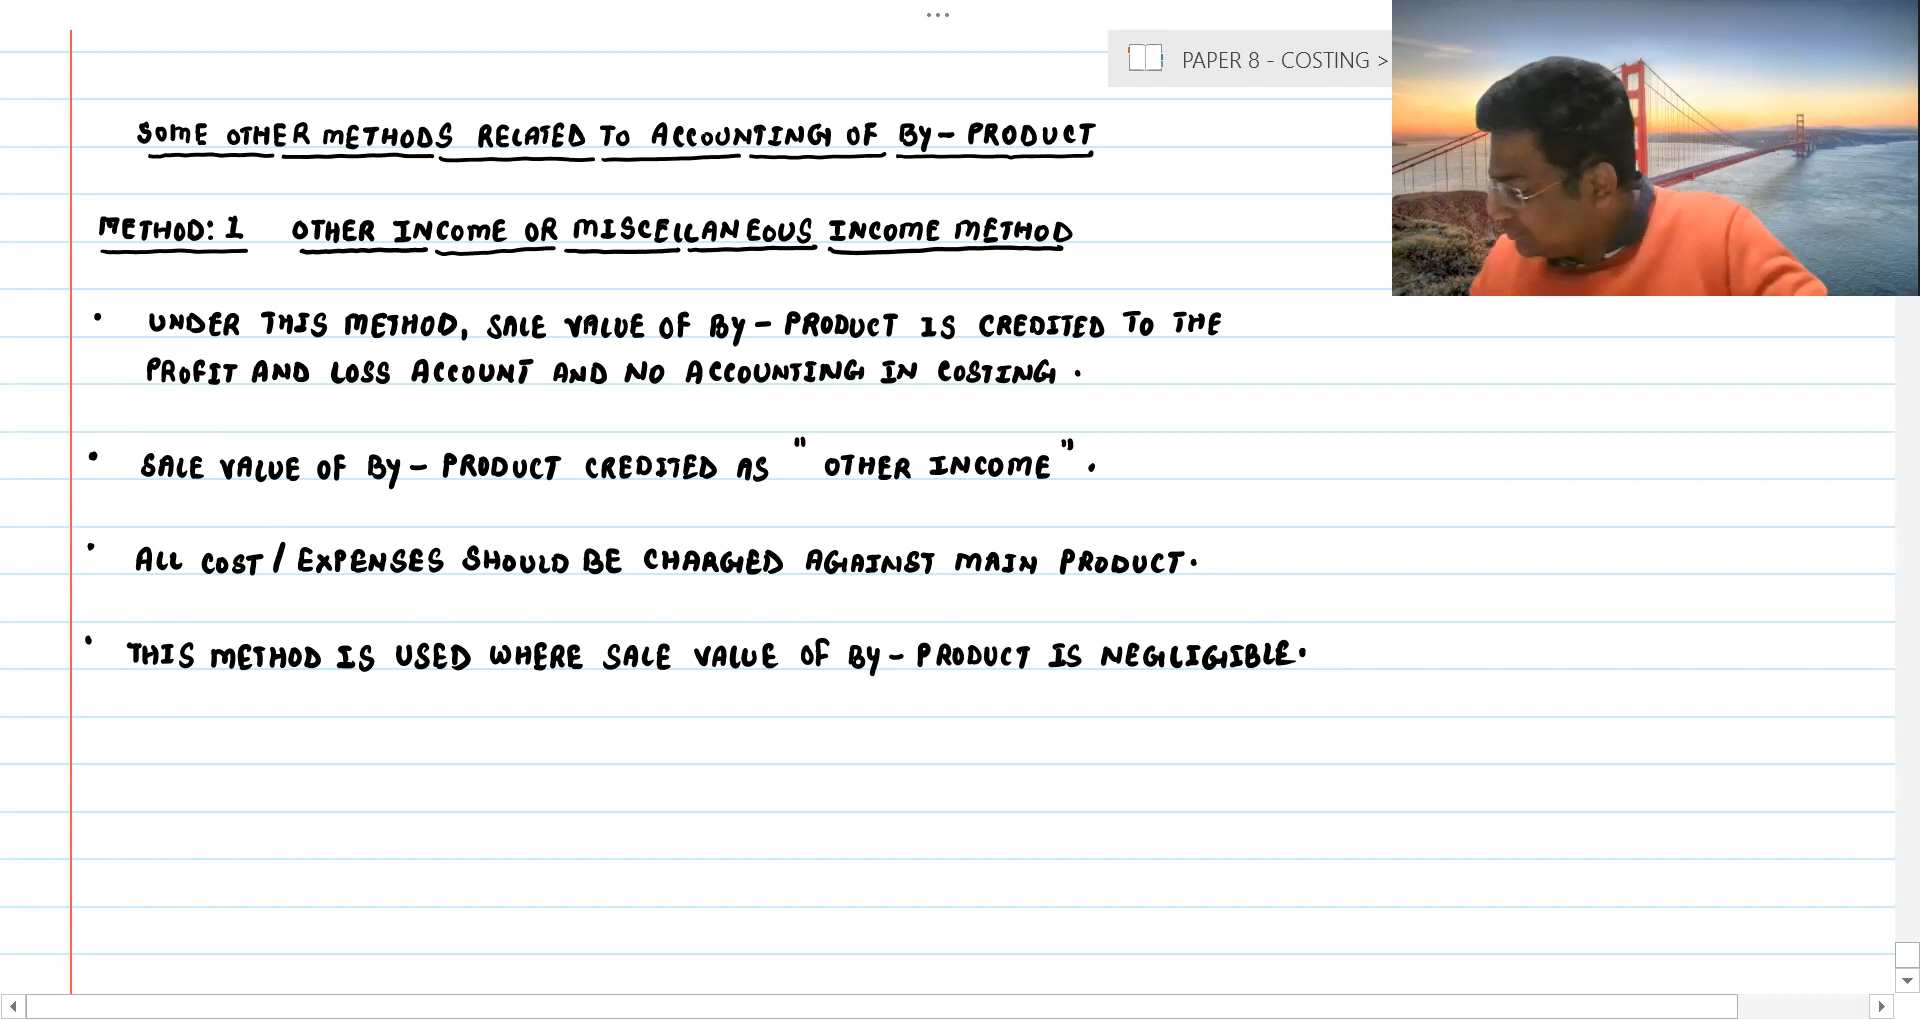 ...
PAPER 8 - COSTING >
SOME OTHER METHODS RELATED TO ACCOUNTING OF BY-PRODUCT
METHOD: 1 OTHER INCOME OR MISCELLANEOUS INCOME METHOD
• UNDER THIS METHOD, SALE VALUE OF BY-PRODUCT IS CREDITED TO THE
PROFIT AND LOSS ACCOUNT AND NO ACCOUNTING IN COSTING.
• SALE VALUE OF BY-PRODUCT CREDITED AS "OTHER INCOME".
• ALL COST/EXPENSES SHOULD BE CHARGED AGAINST MAIN PRODUCT.
• THIS METHOD IS USED WHERE SALE VALUE OF BY-PRODUCT IS NEGLIGIBLE.